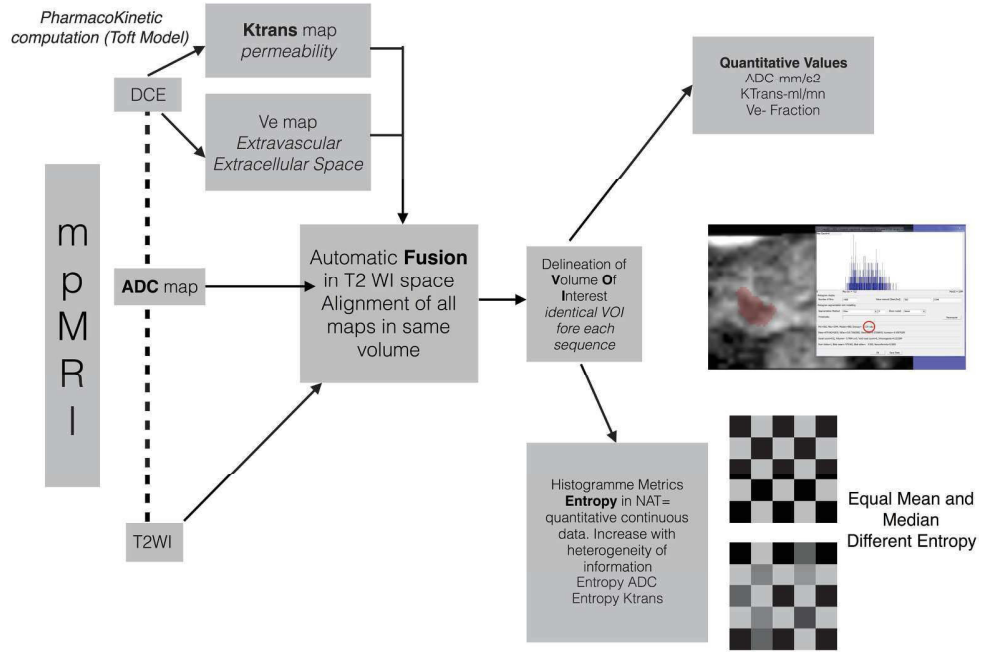 PharmacoKinetic
computation (Toft Model)
Ktrans map
permeability
DCE
Ve map
Extravascular
Extracellular Space
mpMRI
ADC map
T2WI
Automatic Fusion
in T2 WI space
Alignment of all
maps in same
volume
Delineation of
Volume Of
Interest
identical VOI
fore each
sequence
Quantitative Values
ADC mm/s2
KTrans-ml/mn
Ve- Fraction
Histogramme Metrics
Entropy in NAT=
quantitative continuous
data. Increase with
heterogeneity of
information
Entropy ADC
Entropy Ktrans
Equal Mean and
Median
Different Entropy